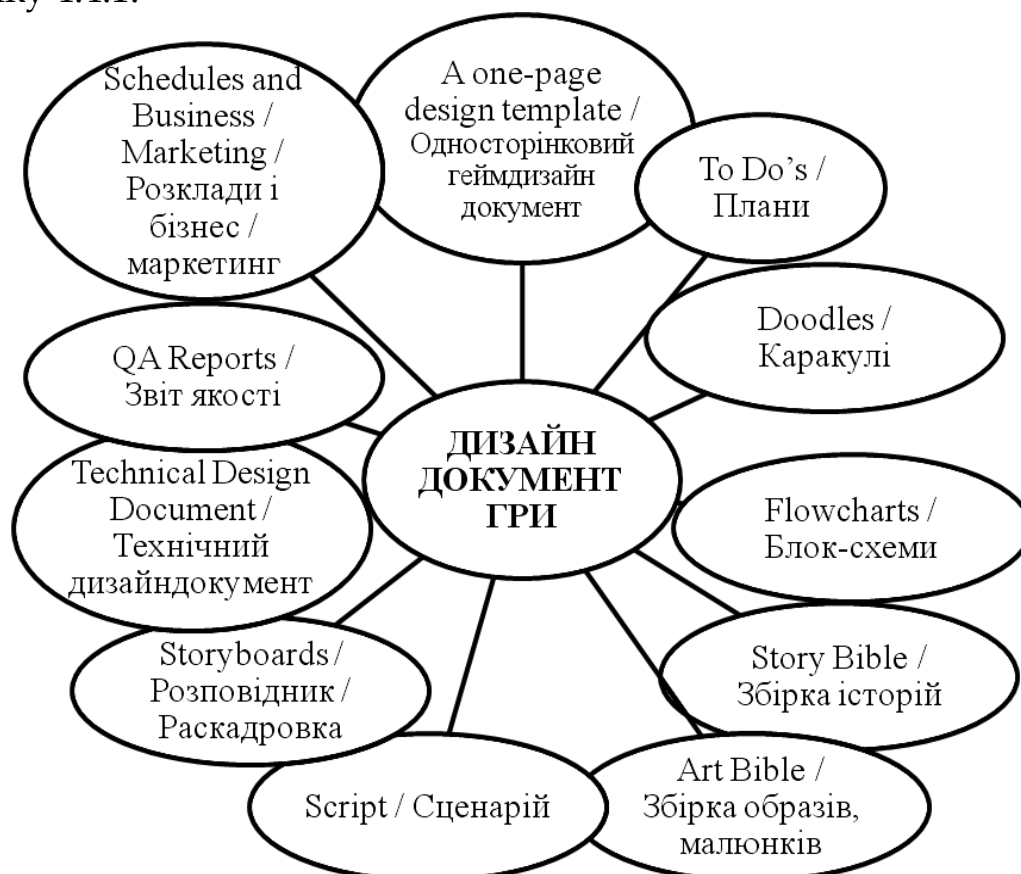 Schedules and
Business /
Marketing /
Розклади і
бізнес /
маркетинг
A one-page
design template /
Односторінковий
геймдизайн
документ
To Do’s /
Плани
Doodles /
Каракулі
QA Reports /
Звіт якості
ДИЗАЙН
ДОКУМЕНТ
ГРИ
Technical Design
Document /
Технічний
дизайндокумент
Flowcharts /
Блок-схеми
Storyboards /
Розповідник /
Раскадровка
Story Bible /
Збірка історій
Script / Сценарій
Art Bible /
Збірка образів,
малюнків